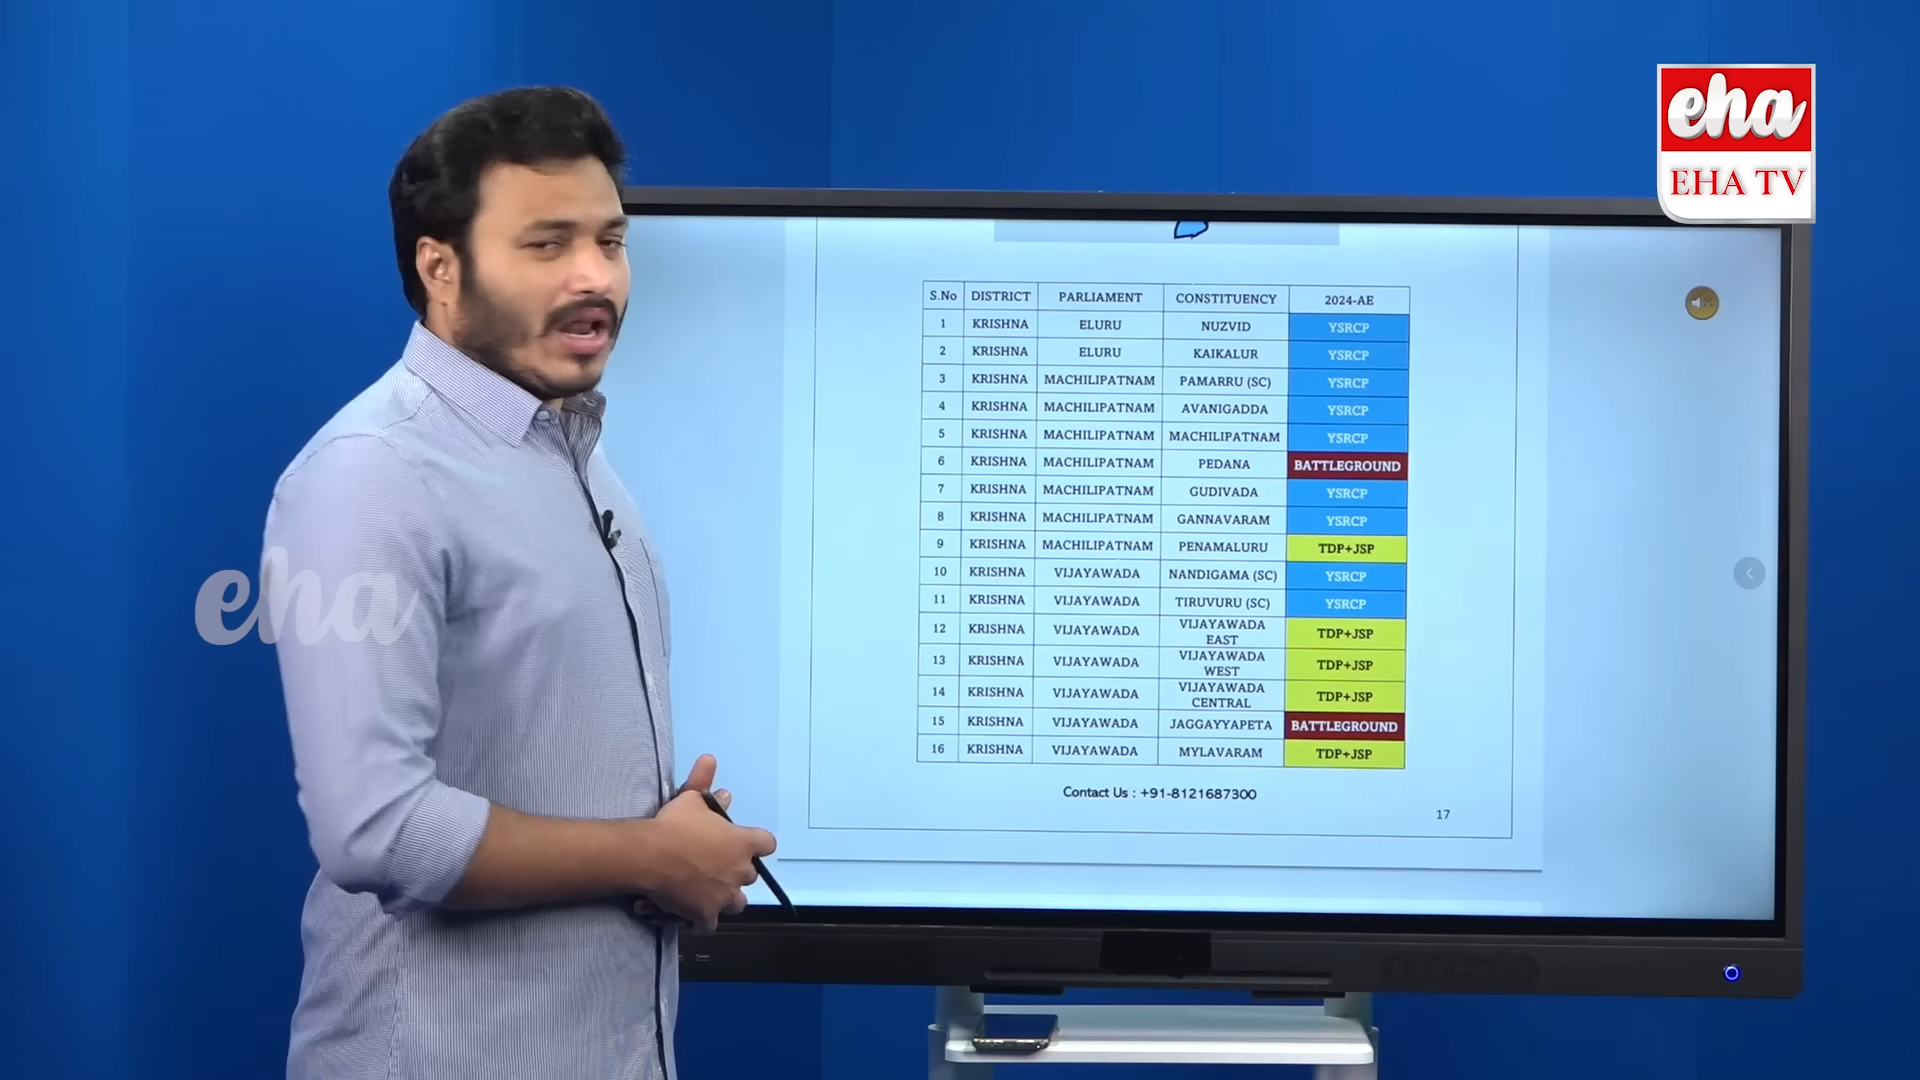 eha
EHA TV
S.No DISTRICT PARLIAMENT CONSTITUENCY 2024-AE
1 KRISHNA ELURU NUZVID YSRCP
2 KRISHNA ELURU KAIKALUR YSRCP
3 KRISHNA MACHILIPATNAM PAMARRU (SC) YSRCP
4 KRISHNA MACHILIPATNAM AVANIGADDA YSRCP
5 KRISHNA MACHILIPATNAM MACHILIPATNAM YSRCP
6 KRISHNA MACHILIPATNAM PEDANA BATTLEGROUND
7 KRISHNA MACHILIPATNAM GUDIVADA YSRCP
8 KRISHNA MACHILIPATNAM GANNAVARAM YSRCP
9 KRISHNA MACHILIPATNAM PENAMALURU TDP+JSP
10 KRISHNA VIJAYAWADA NANDIGAMA (SC) YSRCP
11 KRISHNA VIJAYAWADA TIRUVURU (SC) YSRCP
12 KRISHNA VIJAYAWADA VIJAYAWADA EAST TDP+JSP
13 KRISHNA VIJAYAWADA VIJAYAWADA WEST TDP+JSP
14 KRISHNA VIJAYAWADA VIJAYAWADA CENTRAL TDP+JSP
15 KRISHNA VIJAYAWADA JAGGAYYAPETA BATTLEGROUND
16 KRISHNA VIJAYAWADA MYLAVARAM TDP+JSP
Contact Us : +91-8121687300
17
eha